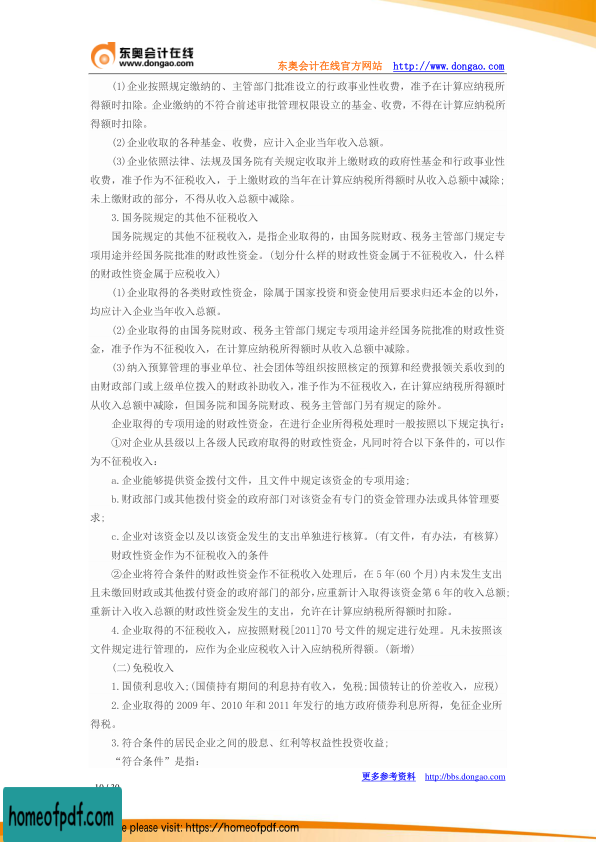 东奥会计在线
www.dongao.com
东奥会计在线官方网站 http://www.dongao.com
(1)企业按照规定缴纳的、主管部门批准设立的行政事业性收费，准予在计算应纳税所
得额时扣除。企业缴纳的不符合前述审批管理权限设立的基金、收费，不得在计算应纳税所
得额时扣除。
(2)企业收取的各种基金、收费，应计入企业当年收入总额。
(3)企业依照法律、法规及国务院有关规定收取并上缴财政的政府性基金和行政事业性
收费，准予作为不征税收入，于上缴财政的当年在计算应纳税所得额时从收入总额中减除;
未上缴财政的部分，不得从收入总额中减除。
3.国务院规定的其他不征税收入
国务院规定的其他不征税收入，是指企业取得的，由国务院财政、税务主管部门规定专
项用途并经国务院批准的财政性资金。(划分什么样的财政性资金属于不征税收入，什么样
的财政性资金属于应税收入)
(1)企业取得的各类财政性资金，除属于国家投资和资金使用后要求归还本金的以外，
均应计入企业当年收入总额。
(2)企业取得的由国务院财政、税务主管部门规定专项用途并经国务院批准的财政性资
金，准予作为不征税收入，在计算应纳税所得额时从收入总额中减除。
(3)纳入预算管理的事业单位、社会团体等组织按照核定的预算和经费报领关系收到的
由财政部门或上级单位拨入的财政补助收入，准予作为不征税收入，在计算应纳税所得额时
从收入总额中减除，但国务院和国务院财政、税务主管部门另有规定的除外。
企业取得的专项用途的财政性资金，在进行企业所得税处理时一般按照以下规定执行：
①对企业从县级以上各级人民政府取得的财政性资金，凡同时符合以下条件的，可以作
为不征税收入：
a.企业能够提供资金拨付文件，且文件中规定该资金的专项用途;
b.财政部门或其他拨付资金的政府部门对该资金有专门的资金管理办法或具体管理要
求;
c.企业对该资金以及以该资金发生的支出单独进行核算。(有文件，有办法，有核算)
财政性资金作为不征税收入的条件
②企业将符合条件的财政性资金作不征税收入处理后，在 5 年(60 个月)内未发生支出
且未缴回财政或其他拨付资金的政府部门的部分,应重新计入取得该资金第 6 年的收入总额;
重新计入收入总额的财政性资金发生的支出，允许在计算应纳税所得额时扣除。
4.企业取得的不征税收入，应按照财税[2011]70 号文件的规定进行处理。凡未按照该
文件规定进行管理的，应作为企业应税收入计入应纳税所得额。(新增)
(二)免税收入
1.国债利息收入;(国债持有期间的利息持有收入，免税;国债转让的价差收入，应税)
2.企业取得的 2009 年、2010 年和 2011 年发行的地方政府债券利息所得，免征企业所
得税。
3.符合条件的居民企业之间的股息、红利等权益性投资收益;
“符合条件”是指：
更多参考资料 http://bbs.dongao.com
homeofpdf.com
e please visit: https://homeofpdf.com